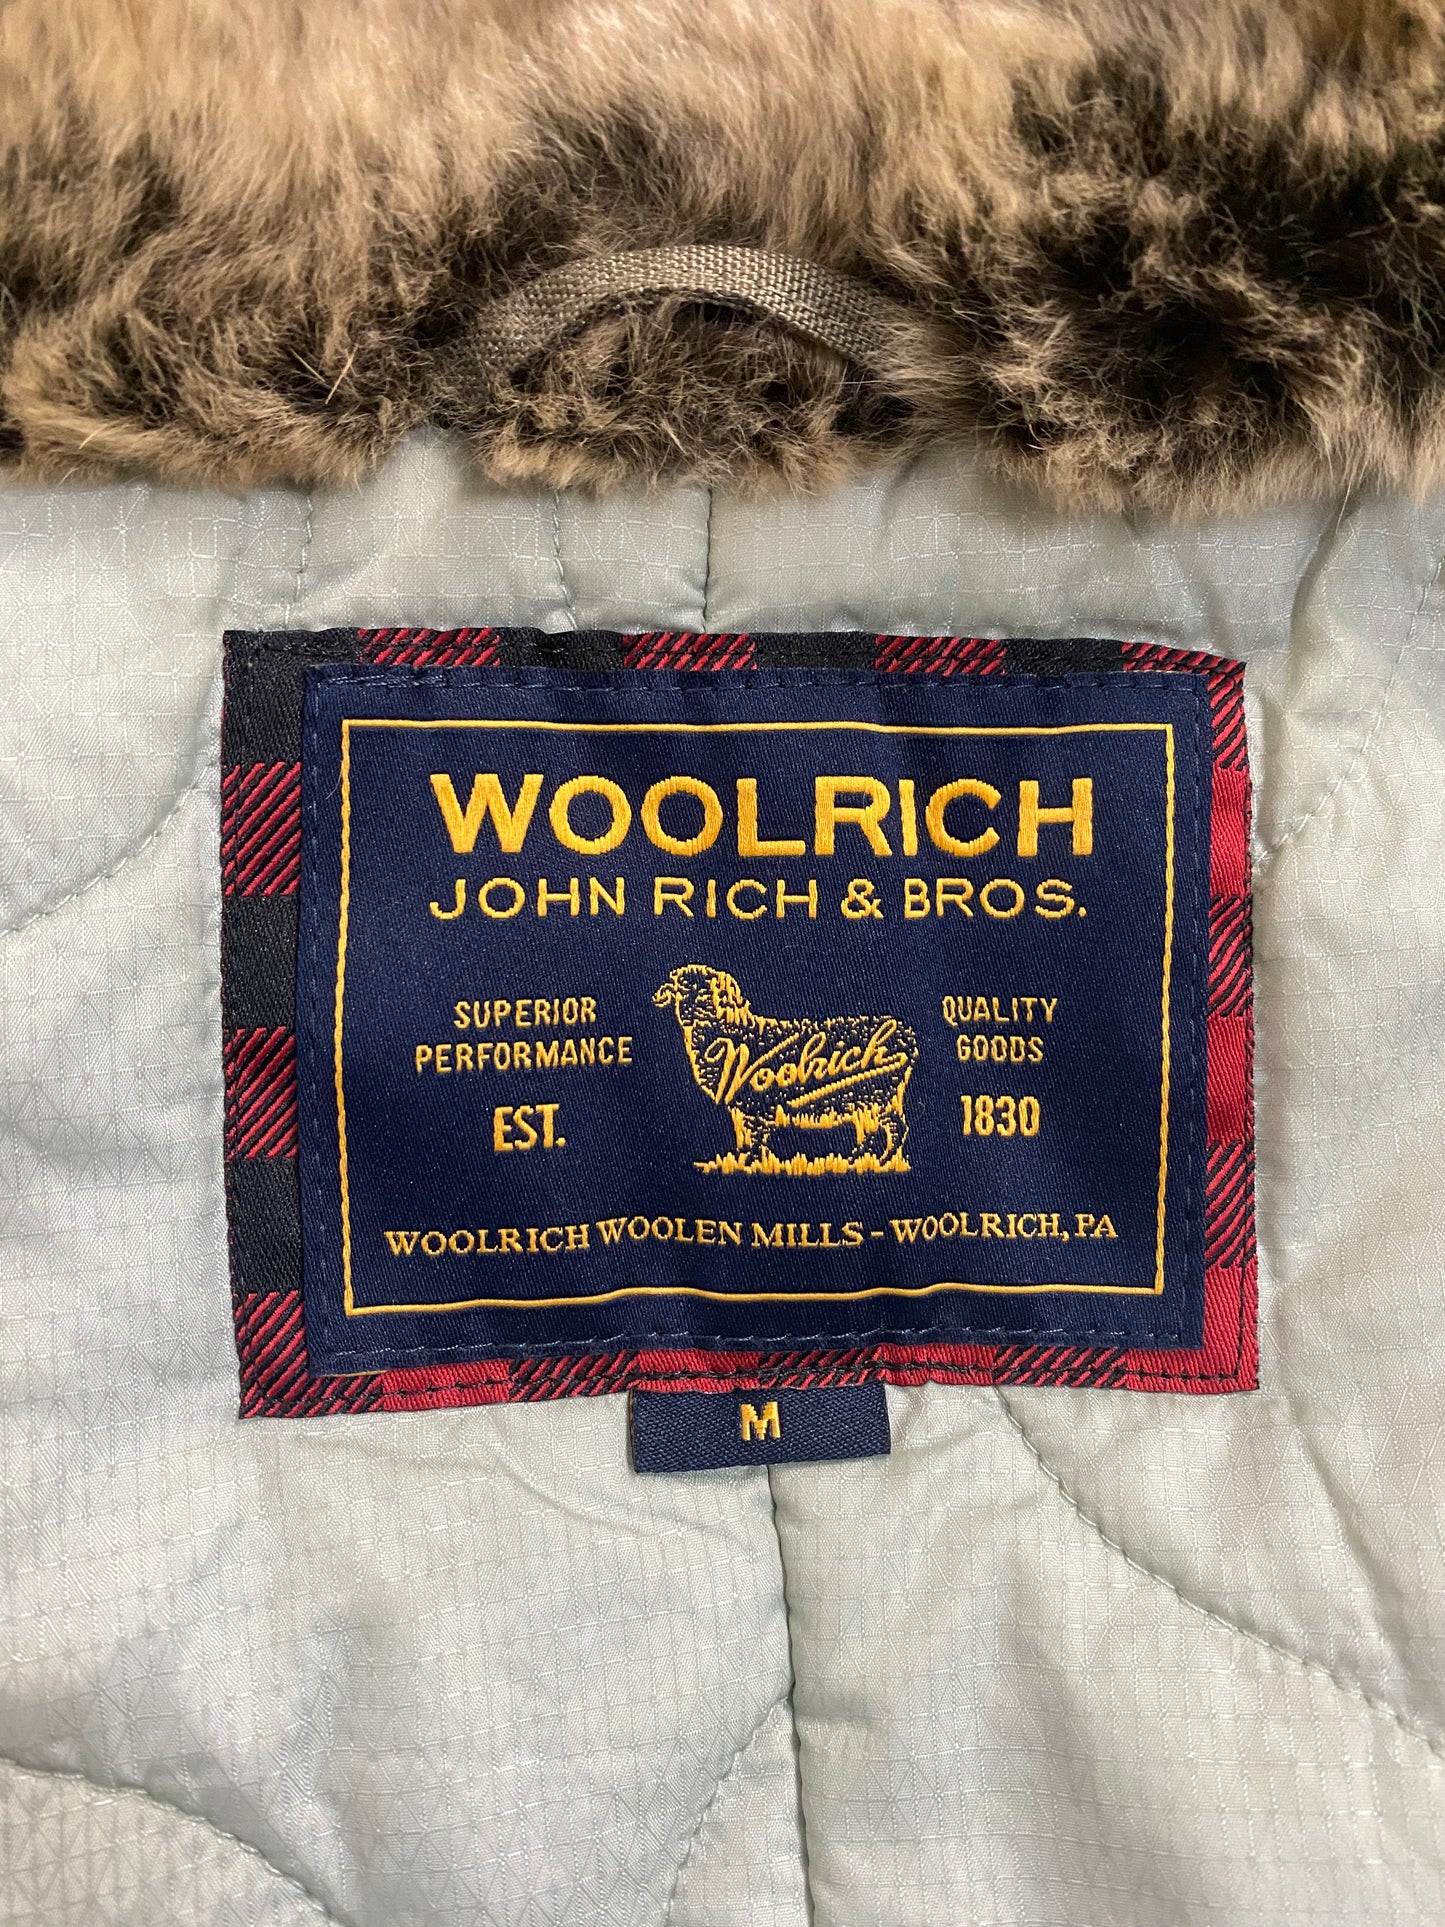 WOOLRICH
JOHN RICH & BROS.
SUPERIOR
PERFORMANCE
EST.
Woolrich
QUALITY
GOODS
1830
WOOLRICH WOOLEN MILLS - WOOLRICH, PA
M